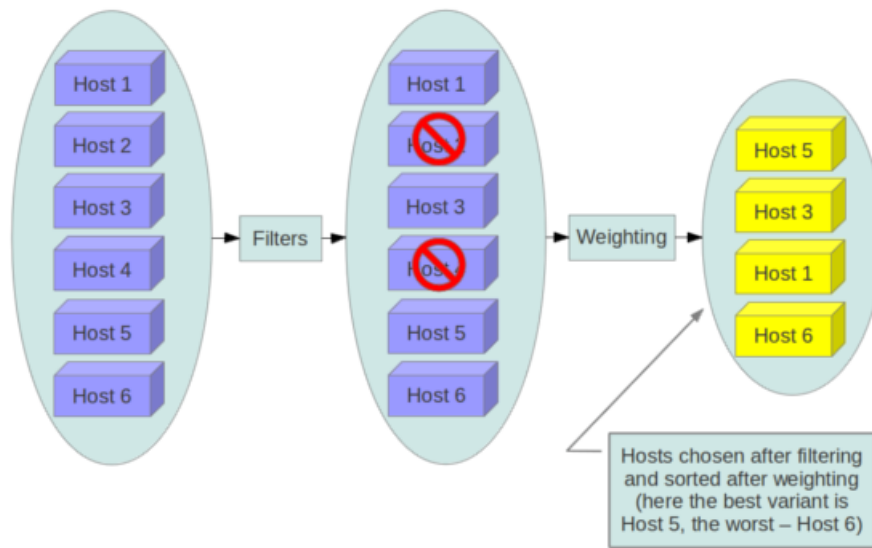 Host 1
Host 2
Host 3
Host 4
Host 5
Host 6
Filters
Host 1
Host 3
Host 5
Host 6
Weighting
Host 5
Host 3
Host 1
Host 6
Hosts chosen after filtering
and sorted after weighting
(here the best variant is
Host 5, the worst – Host 6)